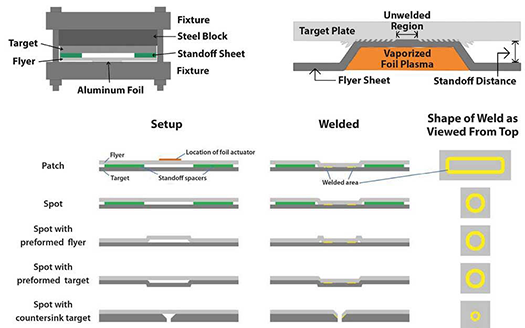 Fixture
Steel Block
Target
Standoff Sheet
Flyer
Fixture
Aluminum Foil
Target Plate
Unwelded
Region
Vaporized
Foil Plasma
Flyer Sheet
Standoff Distance
Setup
Welded
Shape of Weld as
Viewed From Top
Patch
Flyer
Location of foil actuator
Target
Standoff spacers
Welded area
Spot
Spot with
preformed flyer
Spot with
preformed target
Spot with
countersink target